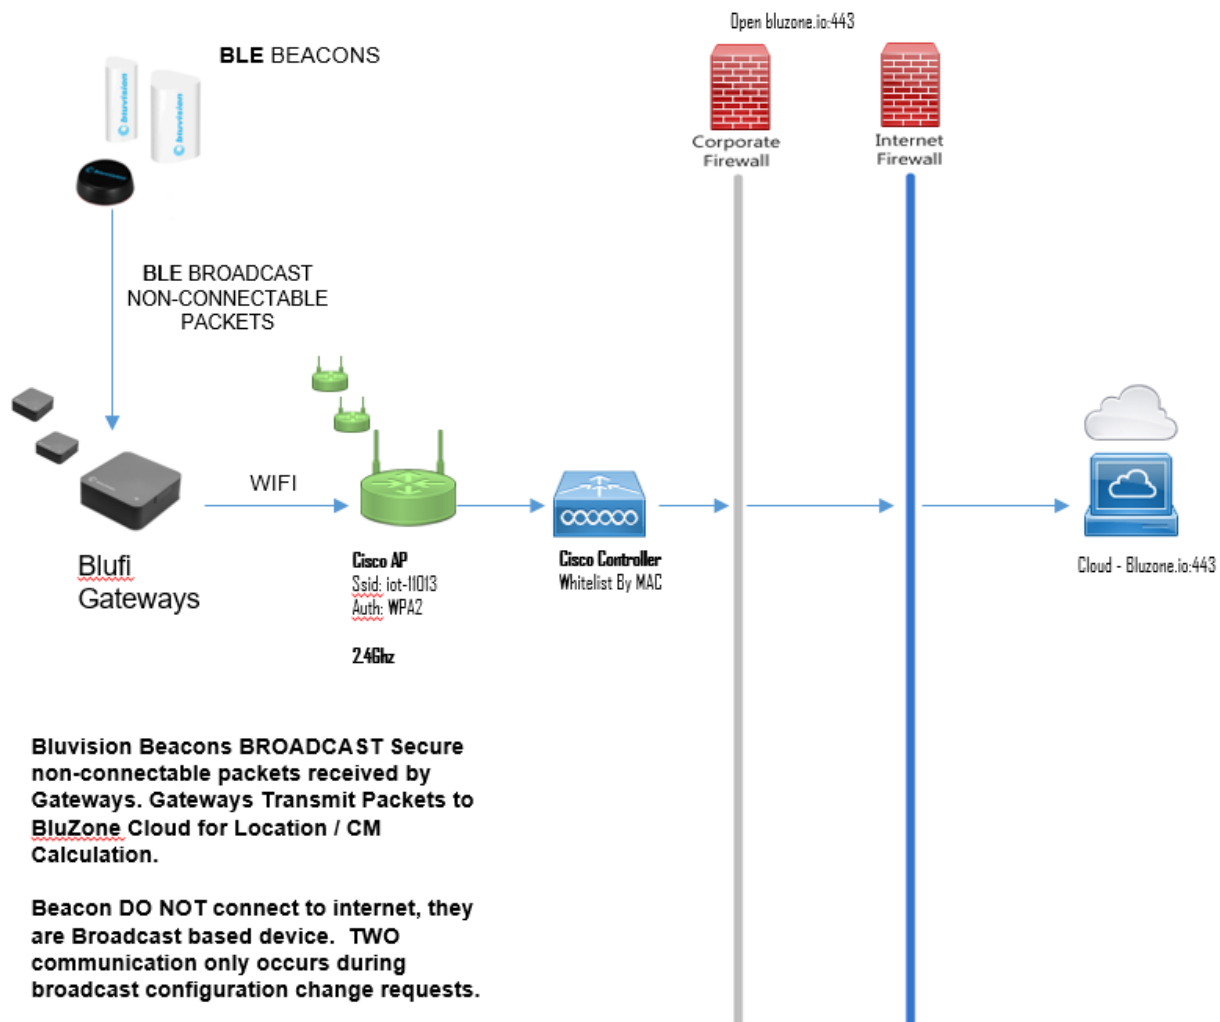 Open bluzone.io:443
BLE BEACONS
bluvision
bluvision
bluvision
Corporate
Firewall
Internet
Firewall
BLE BROADCAST
NON-CONNECTABLE
PACKETS
WIFI
Blufi
Gateways
Cisco AP
Ssid: iot-11013
Auth: WPA2
2.4Ghz
Cisco Controller
Whitelist By MAC
Cloud - Bluzone.io:443
Bluvision Beacons BROADCAST Secure
non-connectable packets received by
Gateways. Gateways Transmit Packets to
BluZone Cloud for Location / CM
Calculation.
Beacon DO NOT connect to internet, they
are Broadcast based device.  TWO
communication only occurs during
broadcast configuration change requests.